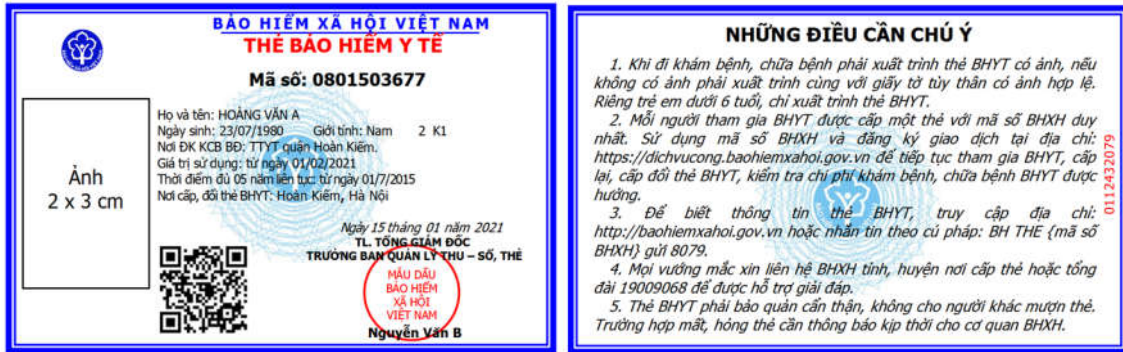 BẢO HIỂM XÃ HỘI VIỆT NAM
THẺ BẢO HIỂM Y TẾ
Mã số: 0801503677
Họ và tên: HOÀNG VĂN A
Ngày sinh: 23/07/1980 Giới tính: Nam 2 K1
Nơi ĐK KCB BĐ: TTYT quận Hoàn Kiếm.
Giá trị sử dụng: từ ngày 01/02/2021
Thời điểm đủ 05 năm liên tục: từ ngày 01/7/2015
Nơi cấp, đổi thẻ BHYT: Hoàn Kiếm, Hà Nội
Ảnh
2 x 3 cm
Ngày 15 tháng 01 năm 2021
TL. TỔNG GIÁM ĐỐC
TRƯỞNG BAN QUẢN LÝ THU – SỔ, THẺ
MẪU DẤU
BẢO HIỂM
XÃ HỘI
VIỆT NAM
Nguyễn Văn B
NHỮNG ĐIỀU CẦN CHÚ Ý
1. Khi đi khám bệnh, chữa bệnh phải xuất trình thẻ BHYT có ảnh, nếu
không có ảnh phải xuất trình cùng với giấy tờ tùy thân có ảnh hợp lệ.
Riêng trẻ em dưới 6 tuổi, chỉ xuất trình thẻ BHYT.
2. Mỗi người tham gia BHYT được cấp một thẻ với mã số BHXH duy
nhất. Sử dụng mã số BHXH và đăng ký giao dịch tại địa chỉ:
https://dichvucong.baohiemxahoi.gov.vn để tiếp tục tham gia BHYT, cấp
lại, cấp đổi thẻ BHYT, kiểm tra chi phí khám bệnh, chữa bệnh BHYT được
hưởng.
3. Để biết thông tin thẻ BHYT, truy cập địa chỉ:
http://baohiemxahoi.gov.vn hoặc nhắn tin theo cú pháp: BH THE {mã số
BHXH} gửi 8079.
4. Mọi vướng mắc xin liên hệ BHXH tỉnh, huyện nơi cấp thẻ hoặc tổng
đài 19009068 để được hỗ trợ giải đáp.
5. Thẻ BHYT phải bảo quản cẩn thận, không cho người khác mượn thẻ.
Trường hợp mất, hỏng thẻ cần thông báo kịp thời cho cơ quan BHXH.
0112432079